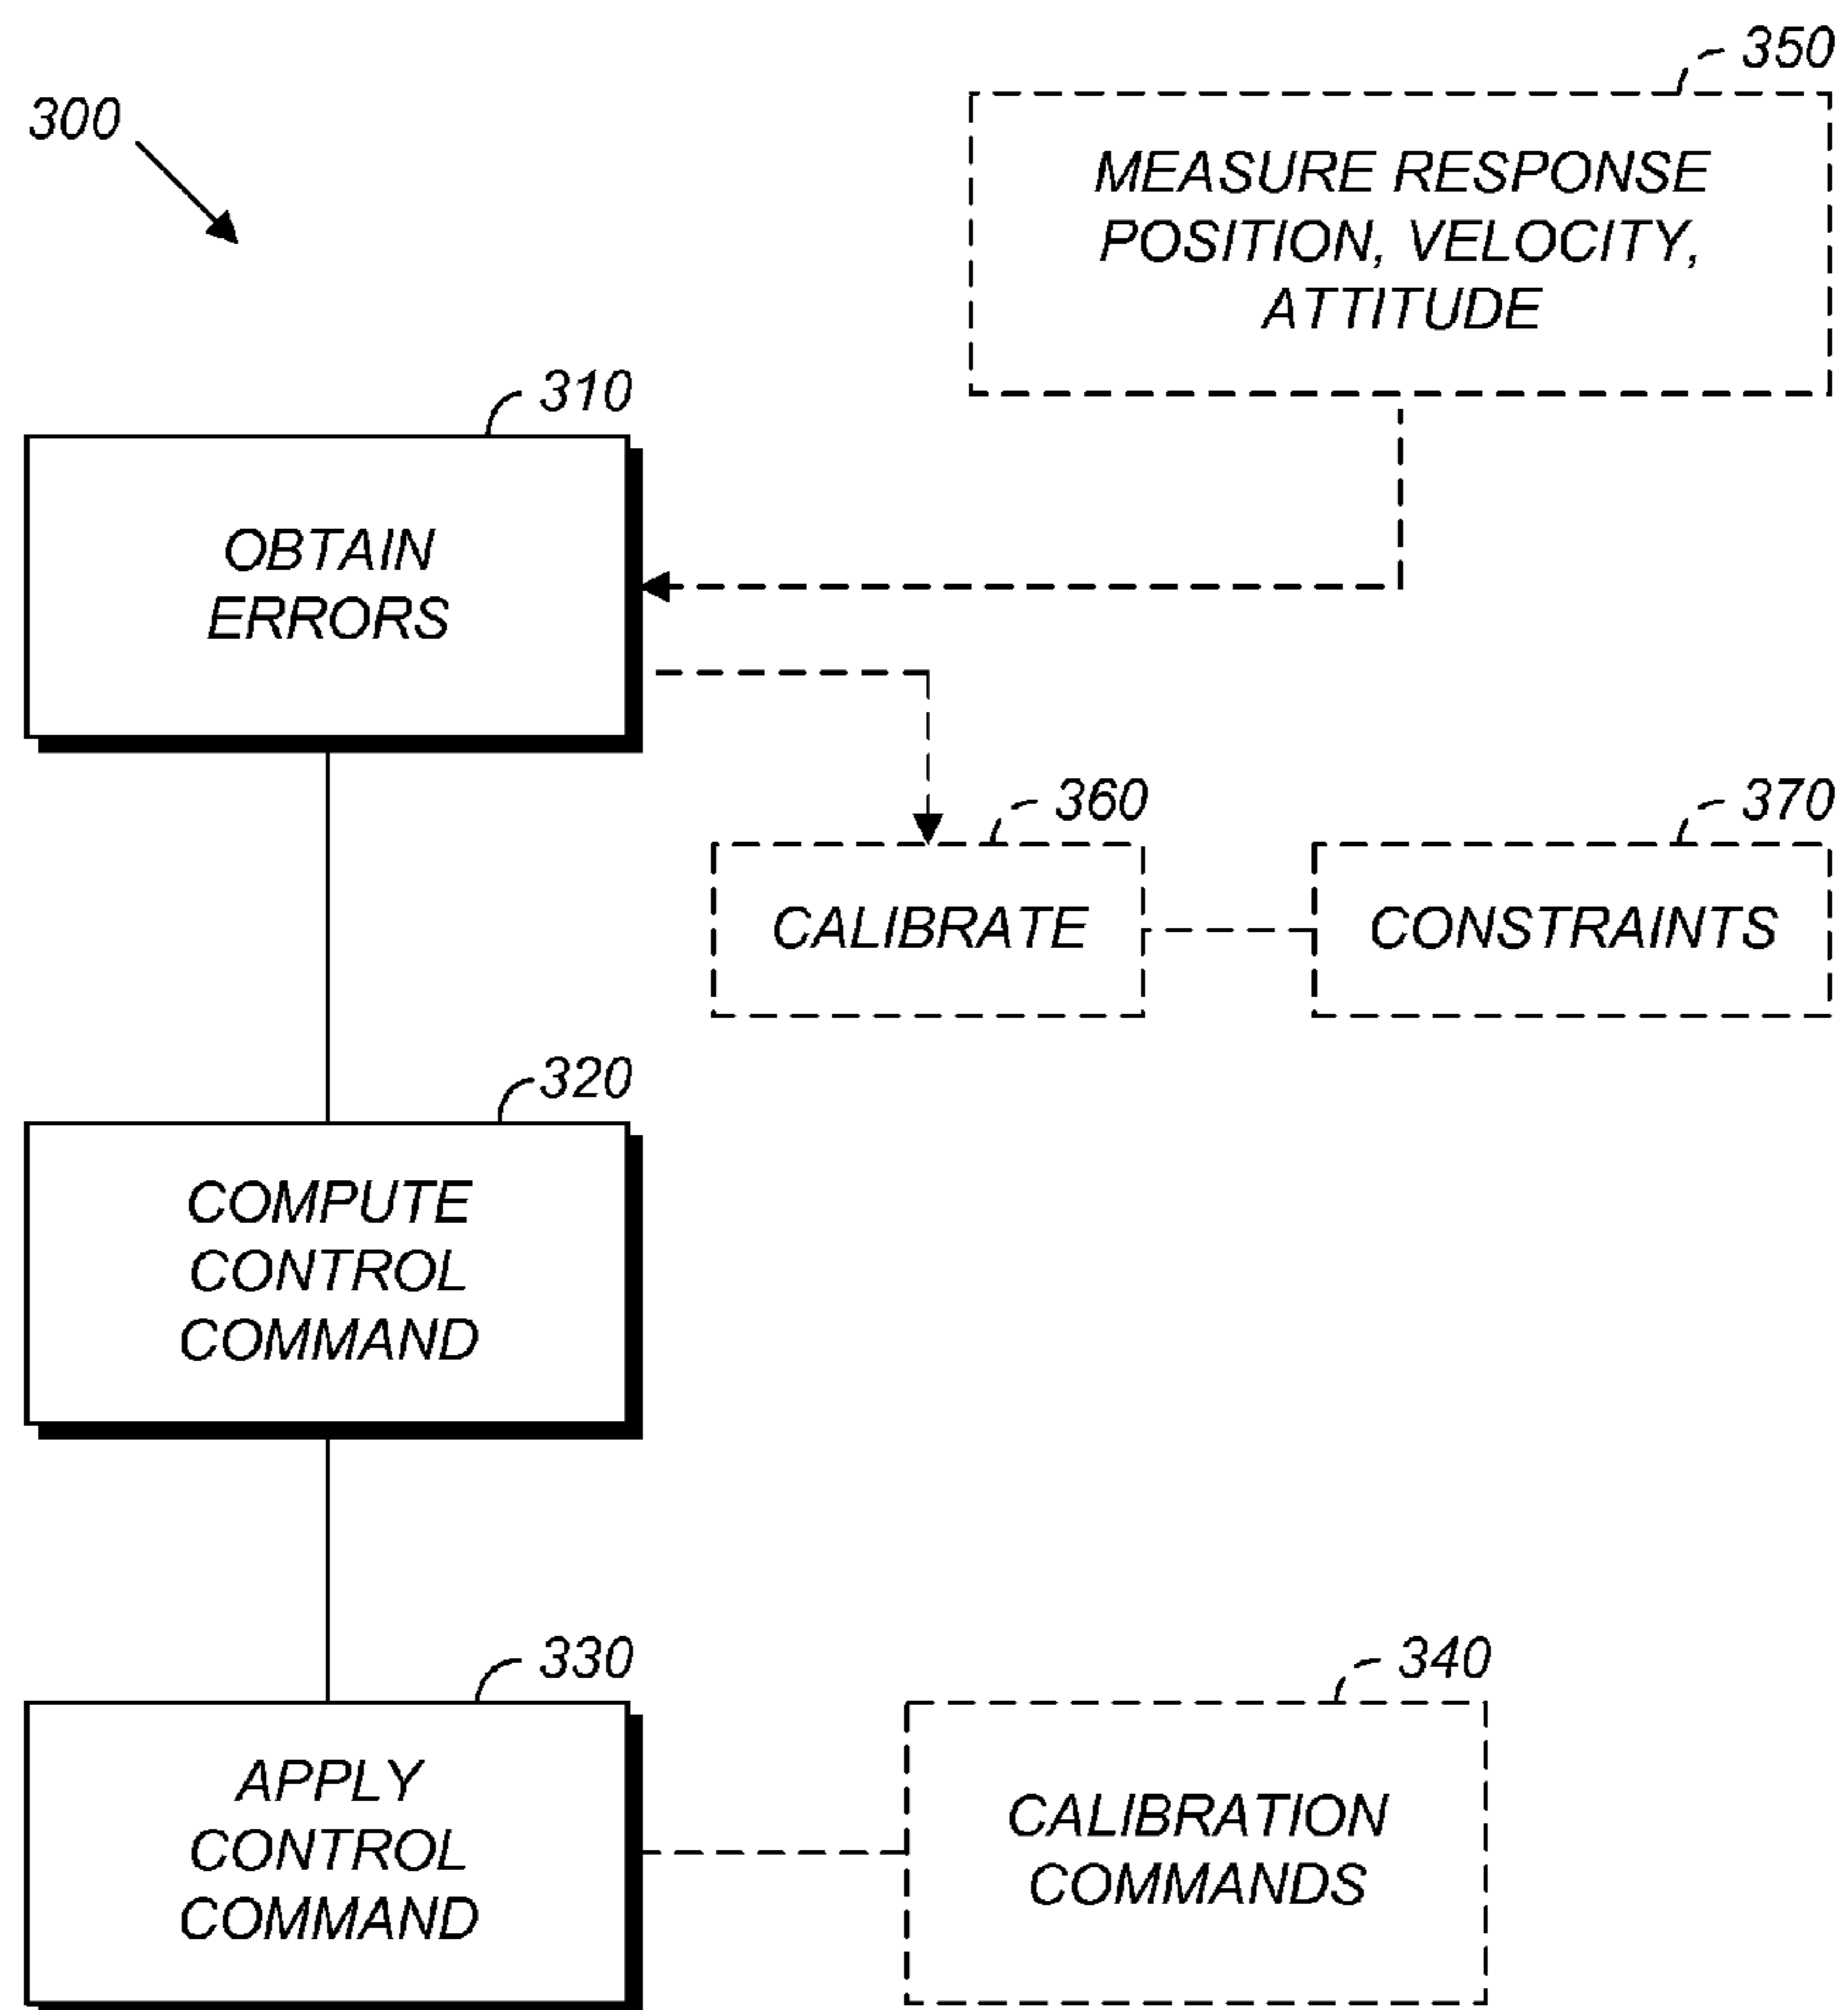 300
350
MEASURE RESPONSE
POSITION, VELOCITY,
ATTITUDE
310
OBTAIN
ERRORS
360
CALIBRATE
370
CONSTRAINTS
320
COMPUTE
CONTROL
COMMAND
330
APPLY
CONTROL
COMMAND
340
CALIBRATION
COMMANDS